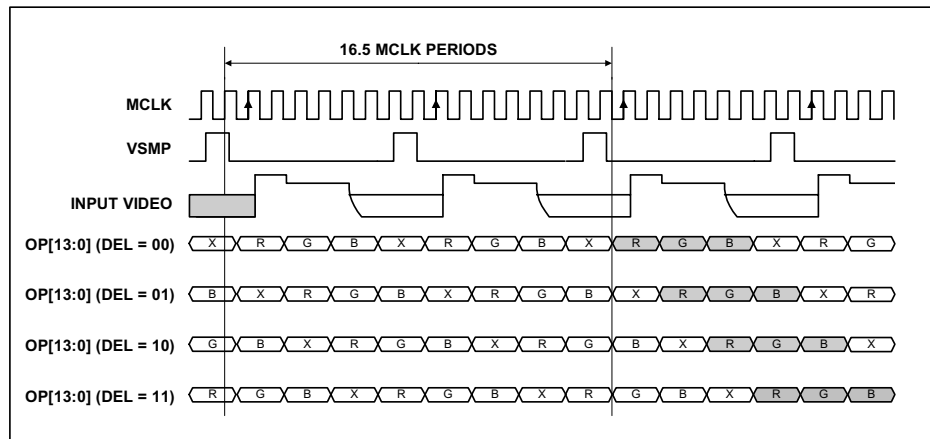 16.5 MCLK PERIODS
MCLK
VSMP
INPUT VIDEO
OP[13:0] (DEL = 00) X R G B X R G B X R G B X R G
OP[13:0] (DEL = 01) B X R G B X R G B X R G B X R
OP[13:0] (DEL = 10) G B X R G B X R G B X R G B X
OP[13:0] (DEL = 11) R G B X R G B X R G B X R G B